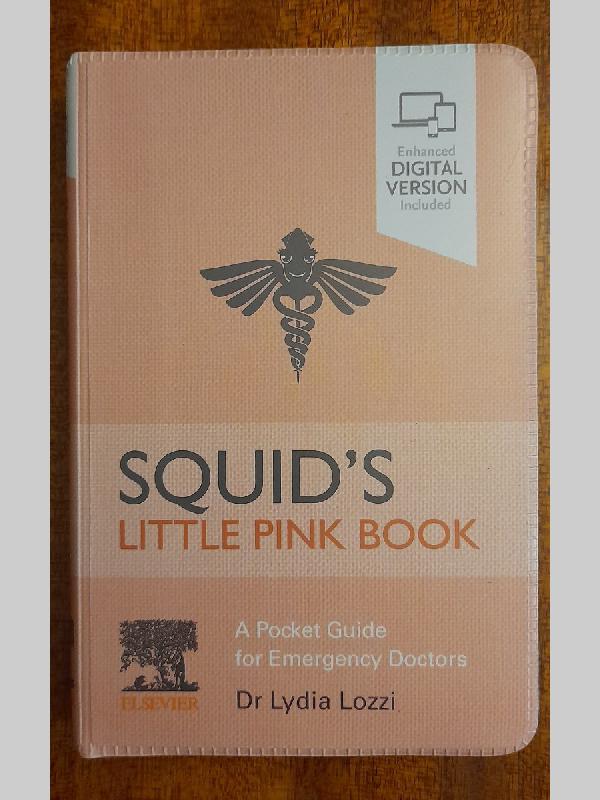 Enhanced
DIGITAL
VERSION
Included
SQUID'S
LITTLE PINK BOOK
A Pocket Guide
for Emergency Doctors
ELSEVIER
Dr Lydia Lozzi